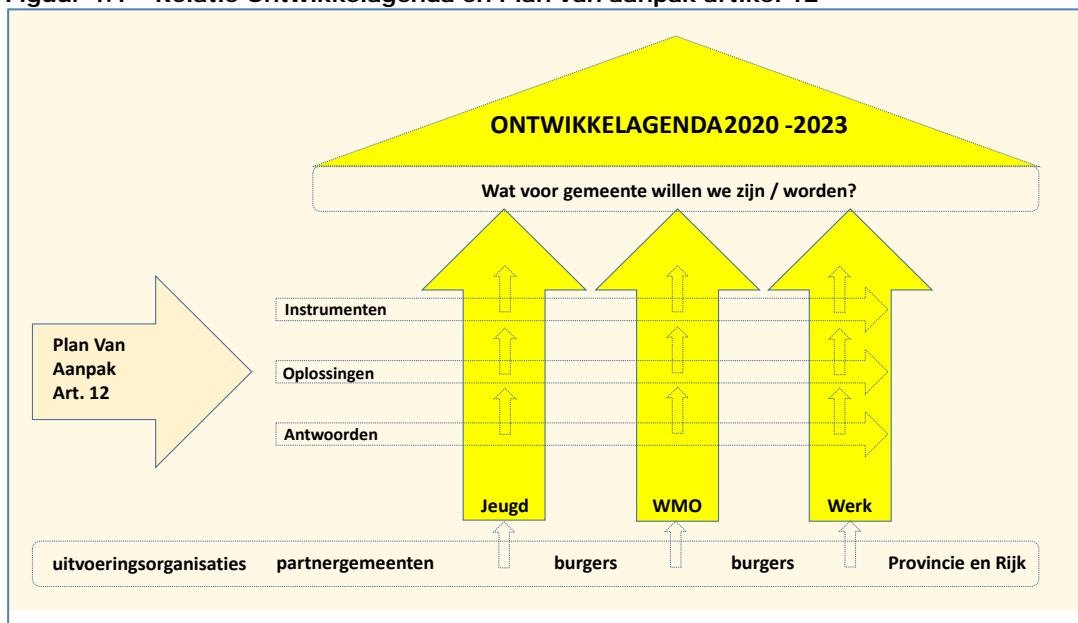 ONTWIKKELAGENDA2020 -2023
Wat voor gemeente willen we zijn / worden?
Instrumenten
Plan Van
Aanpak
Art. 12
Oplossingen
Antwoorden
Jeugd WMO Werk
uitvoeringsorganisaties partnergemeenten burgers burgers Provincie en Rijk